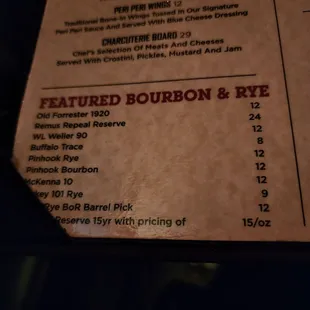 PERI PERI WINGS 12
Traditional Bone-In Wings Tossed In Our Signature
Peri Peri Sauce And Served With Blue Cheese Dressing
CHARCUTERIE BOARD 29
Chef's Selection Of Meats And Cheeses
Served With Crostini, Pickles, Mustard And Jam
FEATURED BOURBON & RYE
Old Forrester 1920 12
Remus Repeal Reserve 24
WL Weller 90 12
Buffalo Trace 8
Pinhook Rye 12
Pinhook Bourbon 12
McKenna 10 12
key 101 Rye 9
Rye BoR Barrel Pick 12
Reserve 15yr with pricing of 15/oz